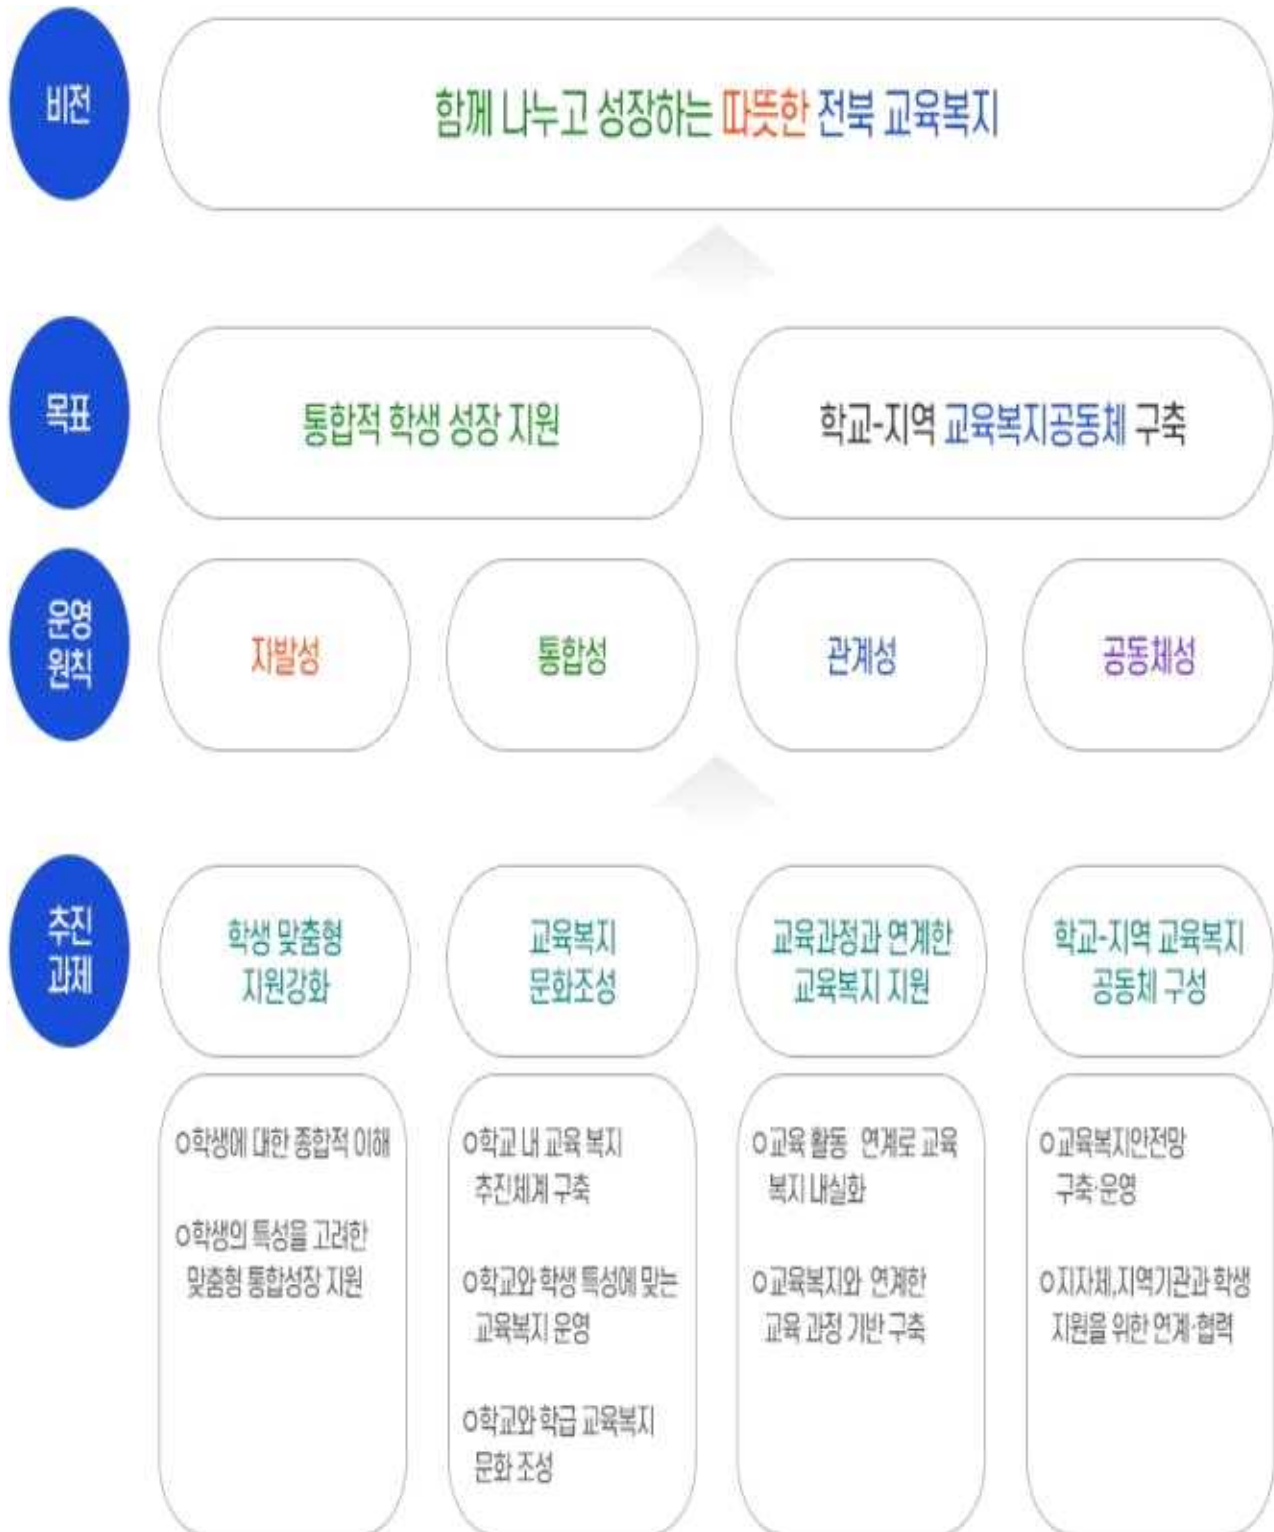 비전
함께 나누고 성장하는 따뜻한 전북 교육복지
목표
통합적 학생 성장 지원
학교-지역 교육복지공동체 구축
운영
원칙
자발성
통합성
관계성
공동체성
추진
과제
학생 맞춤형
지원강화
교육복지
문화조성
교육과정과 연계한
교육복지 지원
학교-지역 교육복지
공동체 구성
o학생에 대한 종합적 이해
o학생의 특성을 고려한
맞춤형 통합성장 지원
o학교 내 교육 복지
추진체계 구축
o학교와 학생 특성에 맞는
교육복지 운영
o학교와 학급 교육복지
문화 조성
o교육 활동 연계로 교육
복지 내실화
o교육복지와 연계한
교육 과정 기반 구축
o교육복지안전망
구축·운영
o지자체,지역기관과 학생
지원을 위한 연계·협력